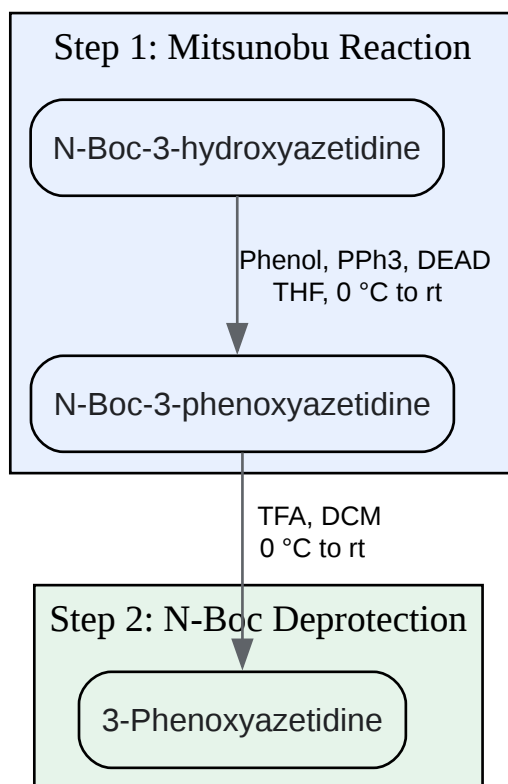 Step 1: Mitsunobu Reaction
N-Boc-3-hydroxyazetidine
Phenol, PPh3, DEAD
THF, 0 °C to rt
N-Boc-3-phenoxyazetidine
TFA, DCM
0 °C to rt
Step 2: N-Boc Deprotection
3-Phenoxyazetidine